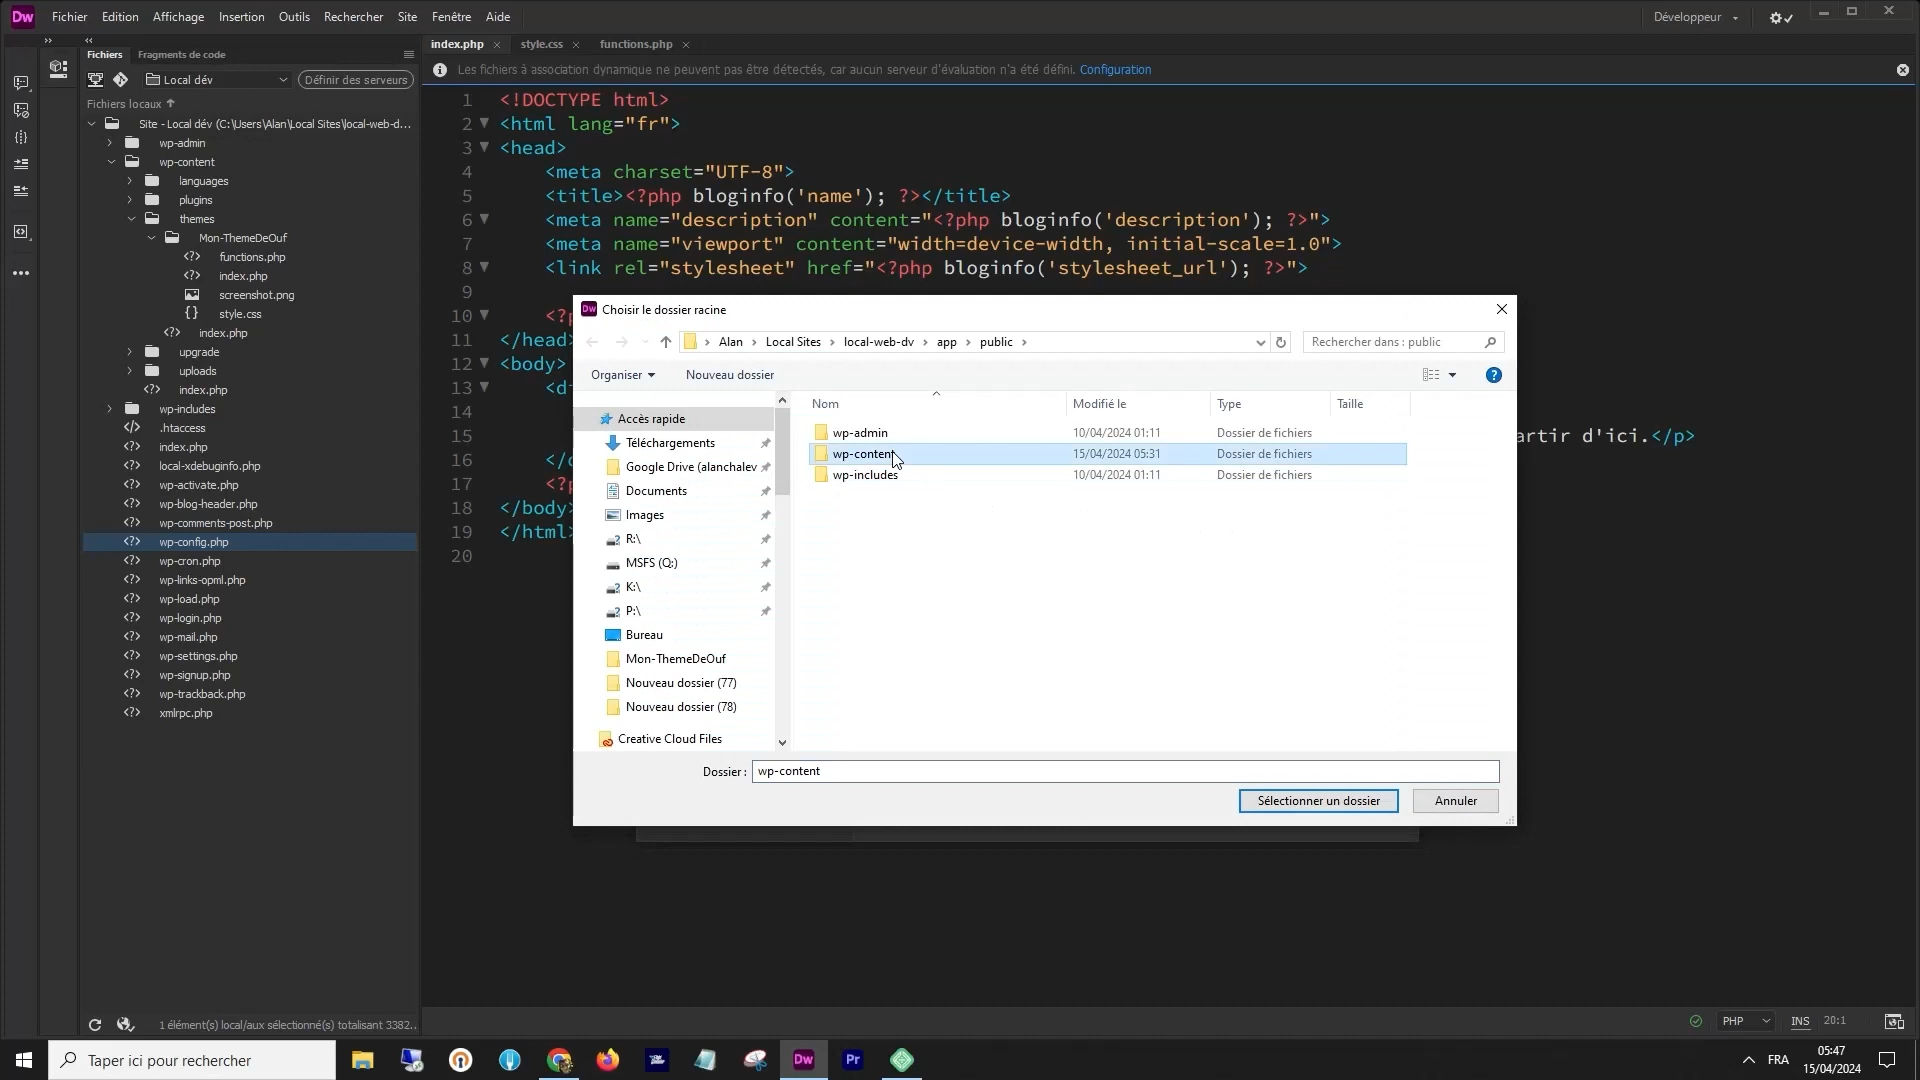 Dw Fichier Edition Affichage Insertion Outils Rechercher Site Fenêtre Aide Développeur
Fichiers Fragments de code
index.php style.css functions.php
Local dév Définir des serveurs
Les fichiers à association dynamique ne peuvent pas être détectés, car aucun serveur d'évaluation n'a été défini. Configuration
Fichiers locaux
Site - Local dév (C:\Users\Alan\Local Sites\local-web-d...
wp-admin
wp-content
languages
plugins
themes
Mon-ThemeDeOuf
functions.php
index.php
screenshot.png
style.css
index.php
upgrade
uploads
index.php
wp-includes
.htaccess
index.php
local-xdebuginfo.php
wp-activate.php
wp-blog-header.php
wp-comments-post.php
wp-config.php
wp-cron.php
wp-links-opml.php
wp-load.php
wp-login.php
wp-mail.php
wp-settings.php
wp-signup.php
wp-trackback.php
xmlrpc.php
1 élément(s) local/aux sélectionné(s) totalisant 3382..
1 <!DOCTYPE html>
2 <html lang="fr">
3 <head>
4 <meta charset="UTF-8">
5 <title><?php bloginfo('name'); ?></title>
6 <meta name="description" content="<?php bloginfo('description'); ?>">
7 <meta name="viewport" content="width=device-width, initial-scale=1.0">
8 <link rel="stylesheet" href="<?php bloginfo('stylesheet_url'); ?>">
9
10 <?
11 </head>
12 <body>
13 <d
14
15 artir d'ici.</p>
16 </
17 <?
18 </body>
19 </html>
20
Dw Choisir le dossier racine
Alan Local Sites local-web-dv app public
Rechercher dans : public
Organiser Nouveau dossier
Nom Modifié le Type Taille
wp-admin 10/04/2024 01:11 Dossier de fichiers
wp-content 15/04/2024 05:31 Dossier de fichiers
wp-includes 10/04/2024 01:11 Dossier de fichiers
Accès rapide
Téléchargements
Google Drive (alanchalev
Documents
Images
R:\
MSFS (Q:)
K:\
P:\
Bureau
Mon-ThemeDeOuf
Nouveau dossier (77)
Nouveau dossier (78)
Creative Cloud Files
Dossier : wp-content
Sélectionner un dossier Annuler
PHP INS 20:1
Taper ici pour rechercher
Dw Pr
FRA
05:47
15/04/2024